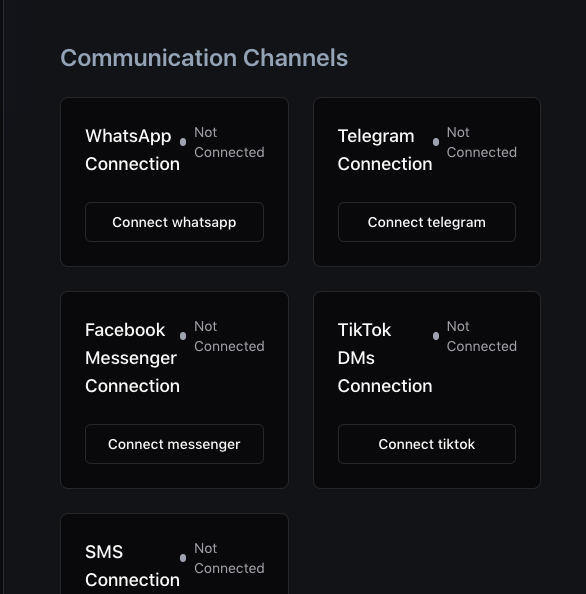 Communication Channels
WhatsApp
Connection
Not
Connected
Connect whatsapp
Telegram
Connection
Not
Connected
Connect telegram
Facebook
Messenger
Connection
Not
Connected
Connect messenger
TikTok
DMs
Connection
Not
Connected
Connect tiktok
SMS
Connection
Not
Connected